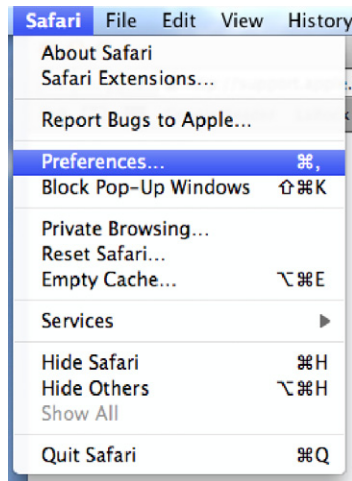 Safari File Edit View History
About Safari
Safari Extensions...
Report Bugs to Apple...
Preferences... ⌘,
Block Pop-Up Windows ⇧⌘K
Private Browsing...
Reset Safari...
Empty Cache... ⌥⌘E
Services ▶
Hide Safari ⌘H
Hide Others ⌥⌘H
Show All
Quit Safari ⌘Q